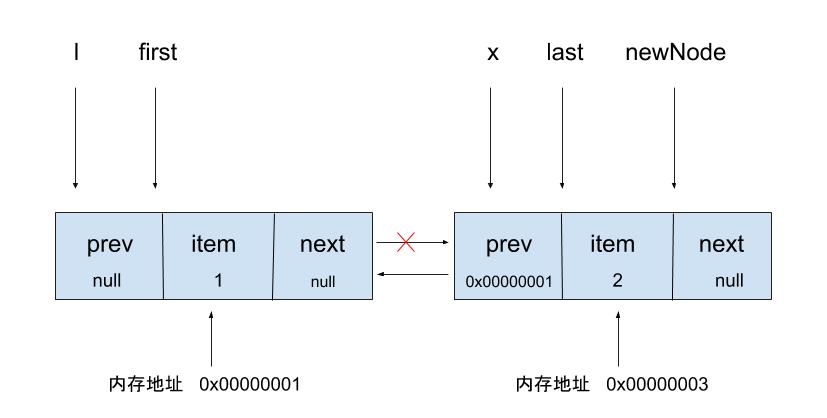 l first x last newNode
prev item next prev item next
null 1 null 0x00000001 2 null
内存地址 0x00000001 内存地址 0x00000003